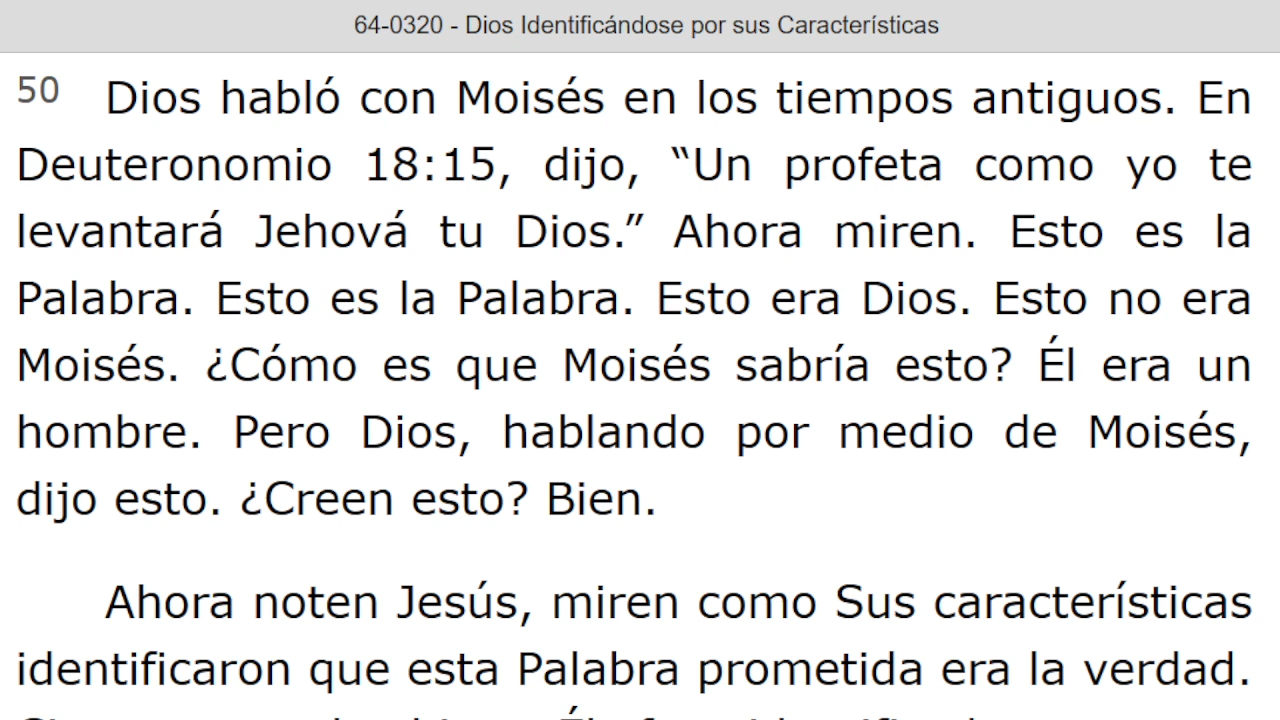 64-0320 - Dios Identificándose por sus Características
50 Dios habló con Moisés en los tiempos antiguos. En
Deuteronomio 18:15, dijo, “Un profeta como yo te
levantará Jehová tu Dios.” Ahora miren. Esto es la
Palabra. Esto es la Palabra. Esto era Dios. Esto no era
Moisés. ¿Cómo es que Moisés sabría esto? Él era un
hombre. Pero Dios, hablando por medio de Moisés,
dijo esto. ¿Creen esto? Bien.
Ahora noten Jesús, miren como Sus características
identificaron que esta Palabra prometida era la verdad.